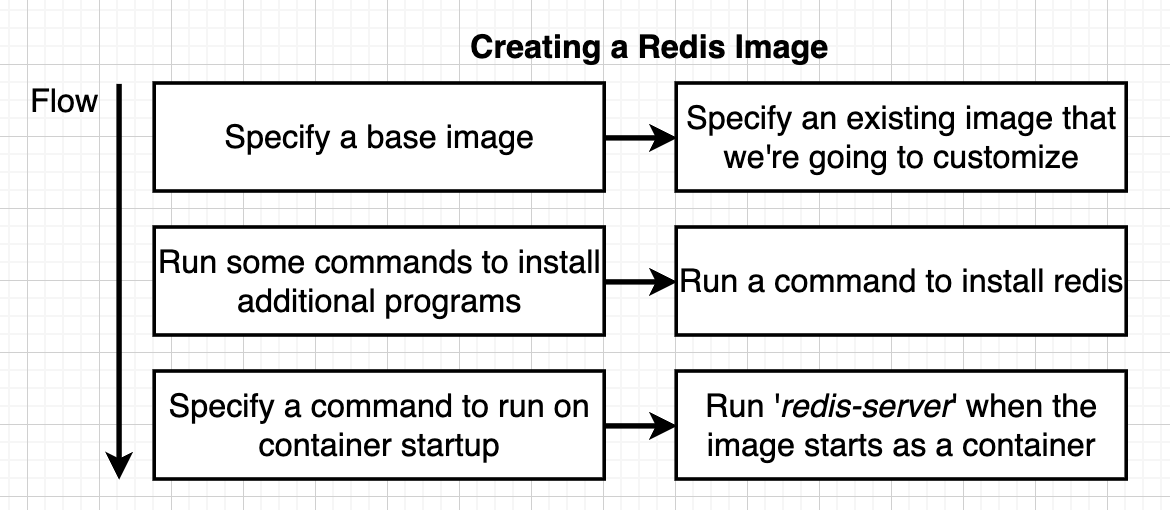 Creating a Redis Image
Flow
Specify a base image
Specify an existing image that
we're going to customize
Run some commands to install
additional programs
Run a command to install redis
Specify a command to run on
container startup
Run 'redis-server' when the
image starts as a container